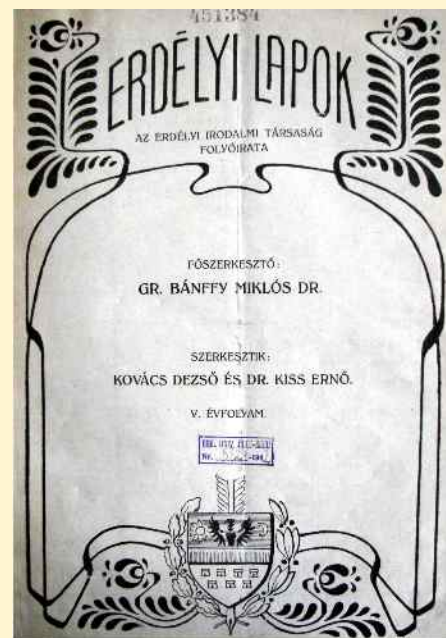 451384
ERDÉLYI LAPOK
AZ ERDÉLYI IRODALMI TÁRSASÁG
FOLYÓIRATA
FŐSZERKESZTŐ:
GR. BÁNFFY MIKLÓS DR.
SZERKESZTIK:
KOVÁCS DEZSŐ ÉS DR. KISS ERNŐ.
V. ÉVFOLYAM.